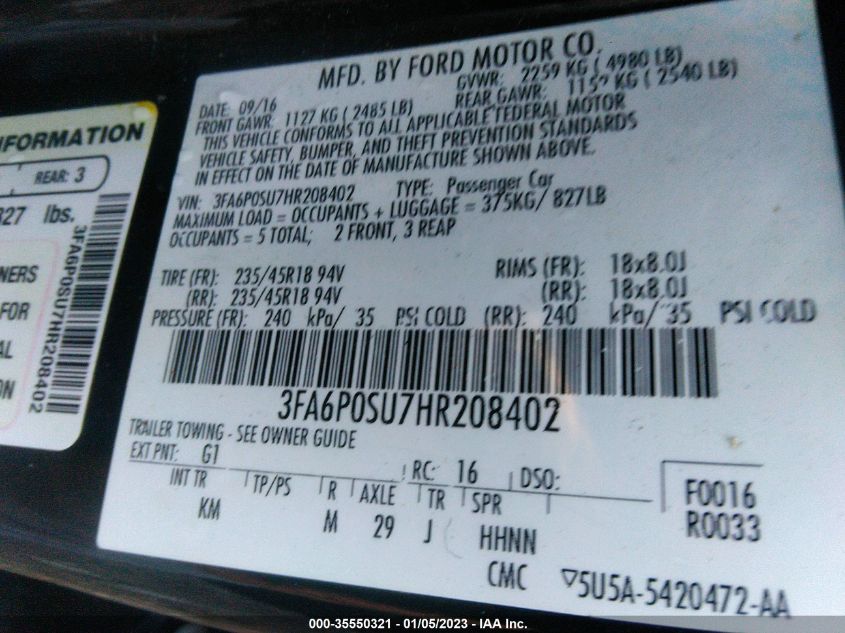 MFD. BY FORD MOTOR CO.
DATE: 09/16 GVWR: 2259 KG ( 4980 LB)
FRONT GAWR: 1127 KG ( 2485 LB) REAR GAWR: 1152 KG ( 2540 LB)
THIS VEHICLE CONFORMS TO ALL APPLICABLE FEDERAL MOTOR
VEHICLE SAFETY, BUMPER, AND THEFT PREVENTION STANDARDS
IN EFFECT ON THE DATE OF MANUFACTURE SHOWN ABOVE.
VIN: 3FA6P0SU7HR208402 TYPE: Passenger Car
MAXIMUM LOAD = OCCUPANTS + LUGGAGE = 375KG/ 827LB
OCCUPANTS = 5 TOTAL; 2 FRONT, 3 REAR
TIRE (FR): 235/45R18 94V RIMS (FR): 18x8.0J
(RR): 235/45R18 94V (RR): 18x8.0J
PRESSURE (FR): 240 kPa/ 35 PSI COLD (RR): 240 kPa/ 35 PSI COLD
3FA6P0SU7HR208402
TRAILER TOWING - SEE OWNER GUIDE
EXT PNT: G1 RC: 16 DSO:
INT TR TP/PS R AXLE TR SPR
KM M 29 J HHNN
F0016
R0033
CMC ▽5U5A-5420472-AA
NFORMATION
REAR: 3
827 lbs.
NERS
FOR
AL
ON
3FA6P0SU7HR208402
000-35550321 - 01/05/2023 - IAA Inc.